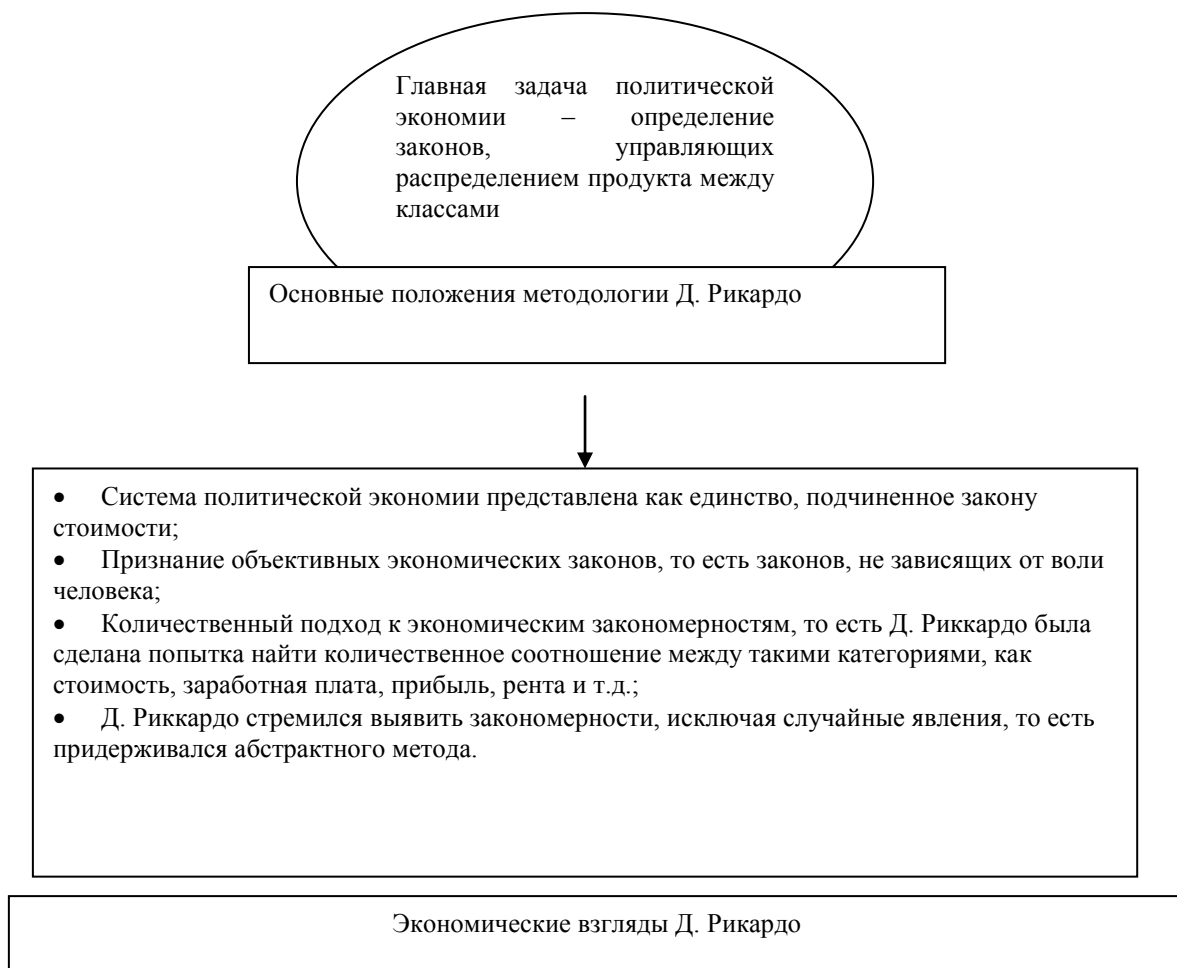 Главная задача политической
экономии – определение
законов, управляющих
распределением продукта между
классами
Основные положения методологии Д. Рикардо
• Система политической экономии представлена как единство, подчиненное закону
стоимости;
• Признание объективных экономических законов, то есть законов, не зависящих от воли
человека;
• Количественный подход к экономическим закономерностям, то есть Д. Риккардо была
сделана попытка найти количественное соотношение между такими категориями, как
стоимость, заработная плата, прибыль, рента и т.д.;
• Д. Риккардо стремился выявить закономерности, исключая случайные явления, то есть
придерживался абстрактного метода.
Экономические взгляды Д. Рикардо